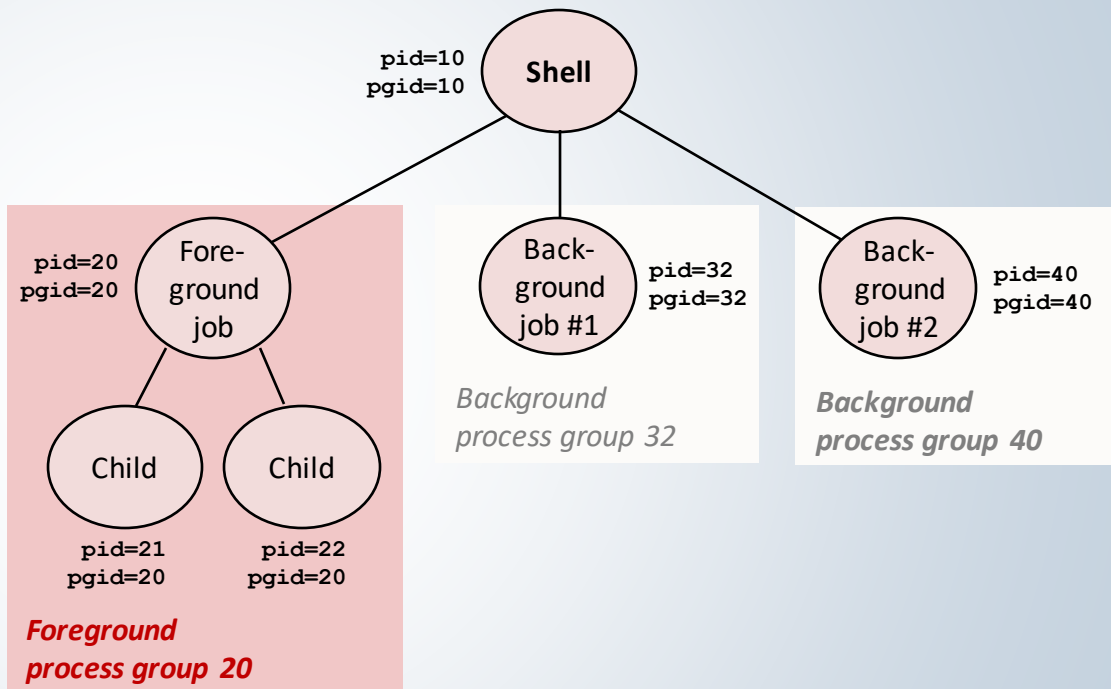 pid=10
pgid=10
Shell
pid=20
pgid=20
Fore-
ground
job
Back-
ground
job #1
pid=32
pgid=32
Back-
ground
job #2
pid=40
pgid=40
Child
pid=21
pgid=20
Child
pid=22
pgid=20
Background
process group 32
Background
process group 40
Foreground
process group 20